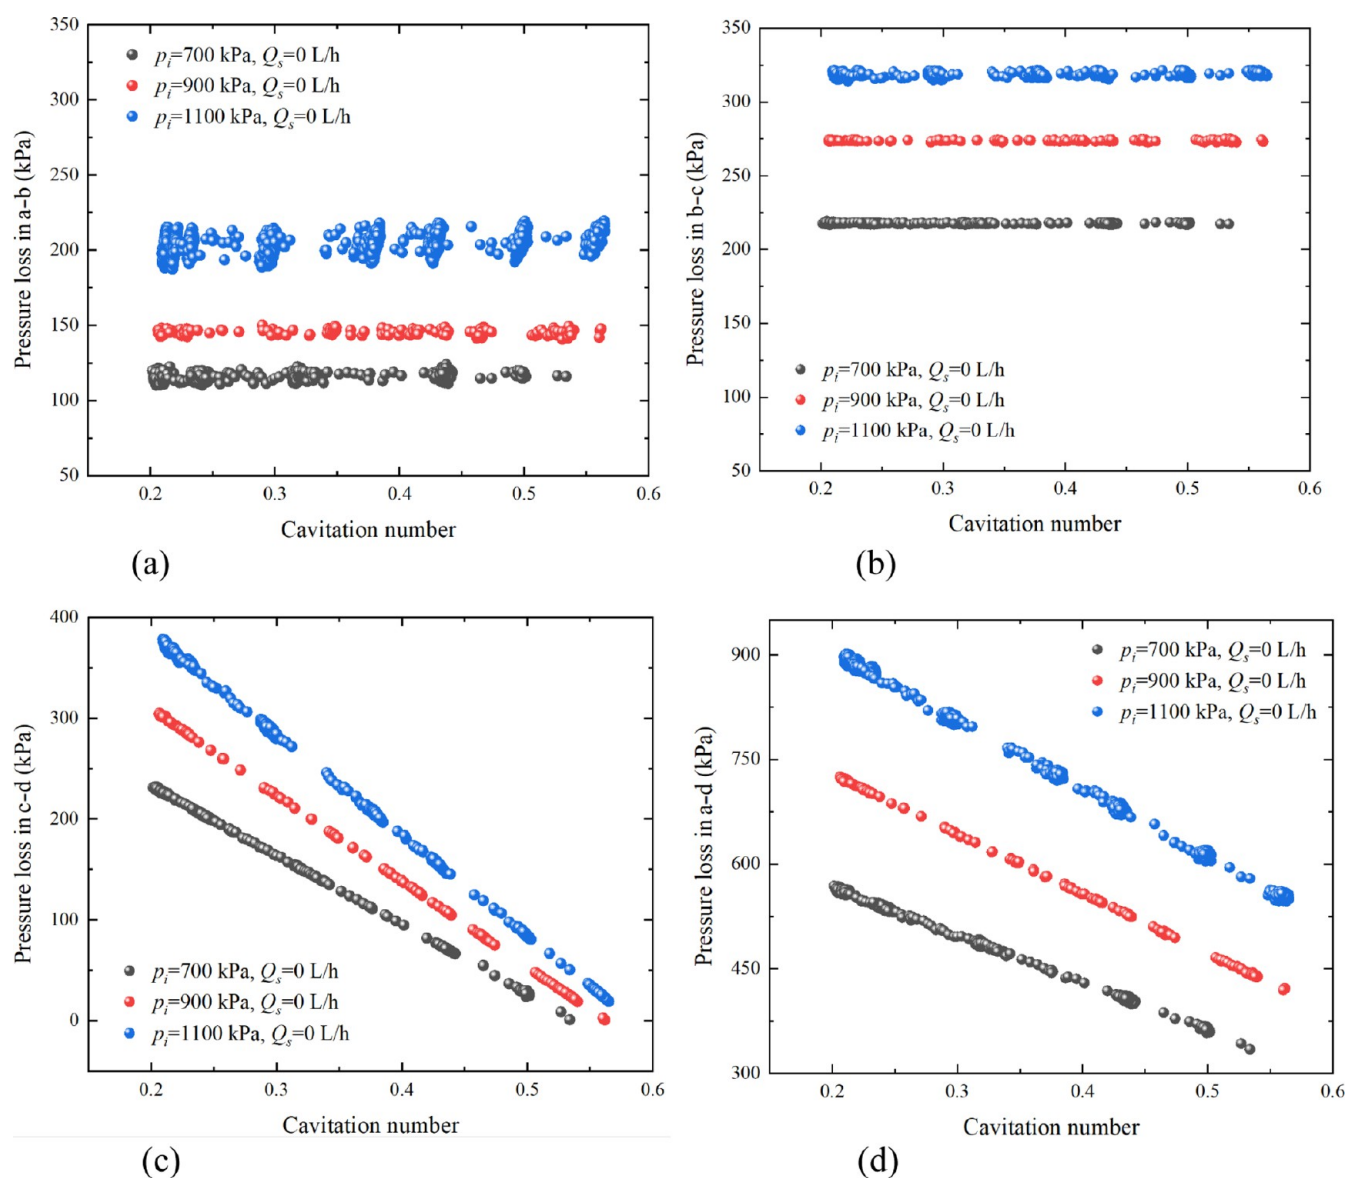 350
300
250
200
150
100
50
Pressure loss in a–b (kPa)
pi=700 kPa, Qs=0 L/h
pi=900 kPa, Qs=0 L/h
pi=1100 kPa, Qs=0 L/h
0.2 0.3 0.4 0.5 0.6
Cavitation number
(a)
350
300
250
200
150
100
50
Pressure loss in b–c (kPa)
pi=700 kPa, Qs=0 L/h
pi=900 kPa, Qs=0 L/h
pi=1100 kPa, Qs=0 L/h
0.2 0.3 0.4 0.5 0.6
Cavitation number
(b)
400
300
200
100
0
Pressure loss in c–d (kPa)
pi=700 kPa, Qs=0 L/h
pi=900 kPa, Qs=0 L/h
pi=1100 kPa, Qs=0 L/h
0.2 0.3 0.4 0.5 0.6
Cavitation number
(c)
900
750
600
450
300
Pressure loss in a–d (kPa)
pi=700 kPa, Qs=0 L/h
pi=900 kPa, Qs=0 L/h
pi=1100 kPa, Qs=0 L/h
0.2 0.3 0.4 0.5 0.6
Cavitation number
(d)